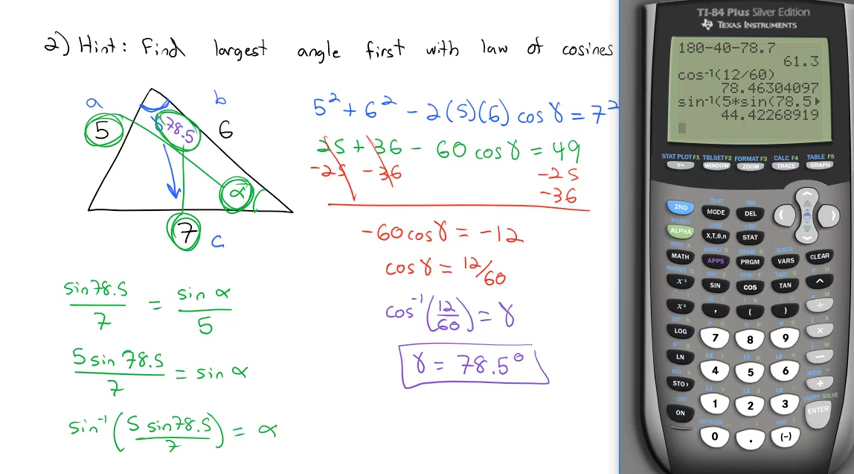 2) Hint: Find largest angle first with law of cosines
a
b
5
78.5
6
α
7
c
5² + 6² - 2(5)(6) cos γ = 7²
25 + 36 - 60 cos γ = 49
-25 -36 -25
-36
-60 cos γ = -12
cos γ = 12/60
cos⁻¹(12/60) = γ
γ = 78.5°
sin 78.5 / 7 = sin α / 5
5 sin 78.5 / 7 = sin α
sin⁻¹(5 sin 78.5 / 7) = α
TI-84 Plus Silver Edition
TEXAS INSTRUMENTS
180-40-78.7
61.3
cos⁻¹(12/60)
78.46304097
sin⁻¹(5*sin(78.5
44.42268919
STAT PLOT F1 TBLSET F2 FORMAT F3 CALC F4 TABLE F5
Y= WINDOW ZOOM TRACE GRAPH
2ND MODE DEL
ALPHA X,T,θ,n STAT
MATH APPS PRGM VARS CLEAR
x⁻¹ SIN COS TAN ^
x² , ( ) ÷
LOG 7 8 9 ×
LN 4 5 6 −
STO› 1 2 3 +
ON 0 . (-) ENTER